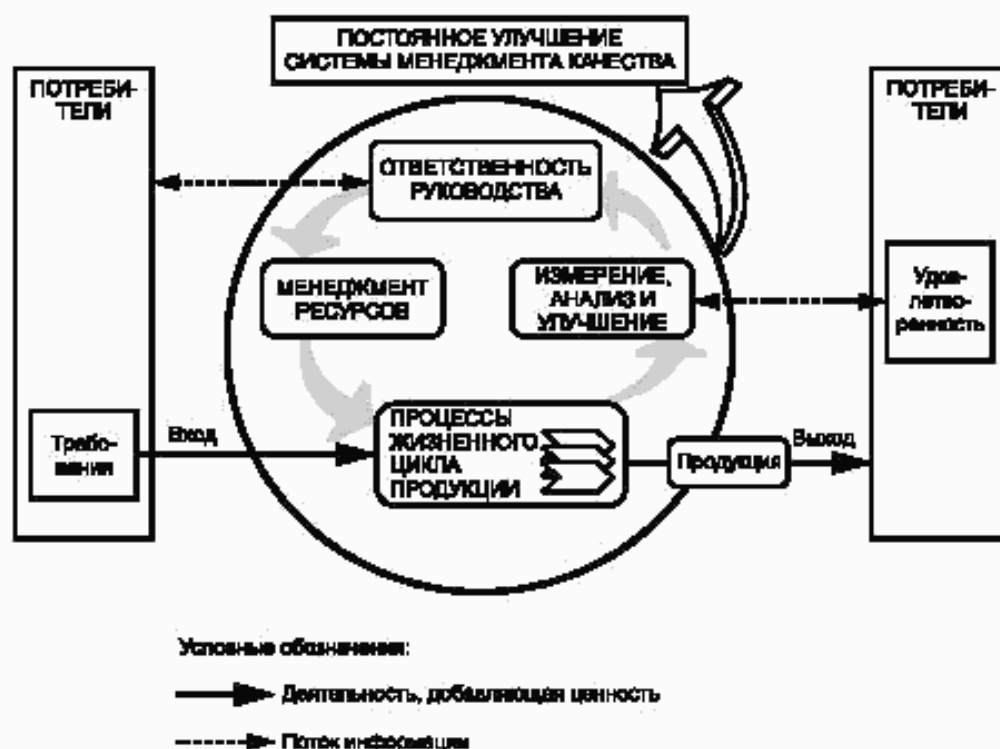 ПОСТОЯННОЕ УЛУЧШЕНИЕ
СИСТЕМЫ МЕНЕДЖМЕНТА КАЧЕСТВА
ПОТРЕБИ-
ТЕЛИ
ПОТРЕБИ-
ТЕЛИ
ОТВЕТСТВЕННОСТЬ
РУКОВОДСТВА
МЕНЕДЖМЕНТ
РЕСУРСОВ
ИЗМЕРЕНИЕ,
АНАЛИЗ И
УЛУЧШЕНИЕ
Удов-
летво-
ренность
Требо-
вания
Вход
ПРОЦЕССЫ
ЖИЗНЕННОГО
ЦИКЛА
ПРОДУКЦИИ
Продукция
Выход
Условные обозначения:
Деятельность, добавляющая ценность
Поток информации